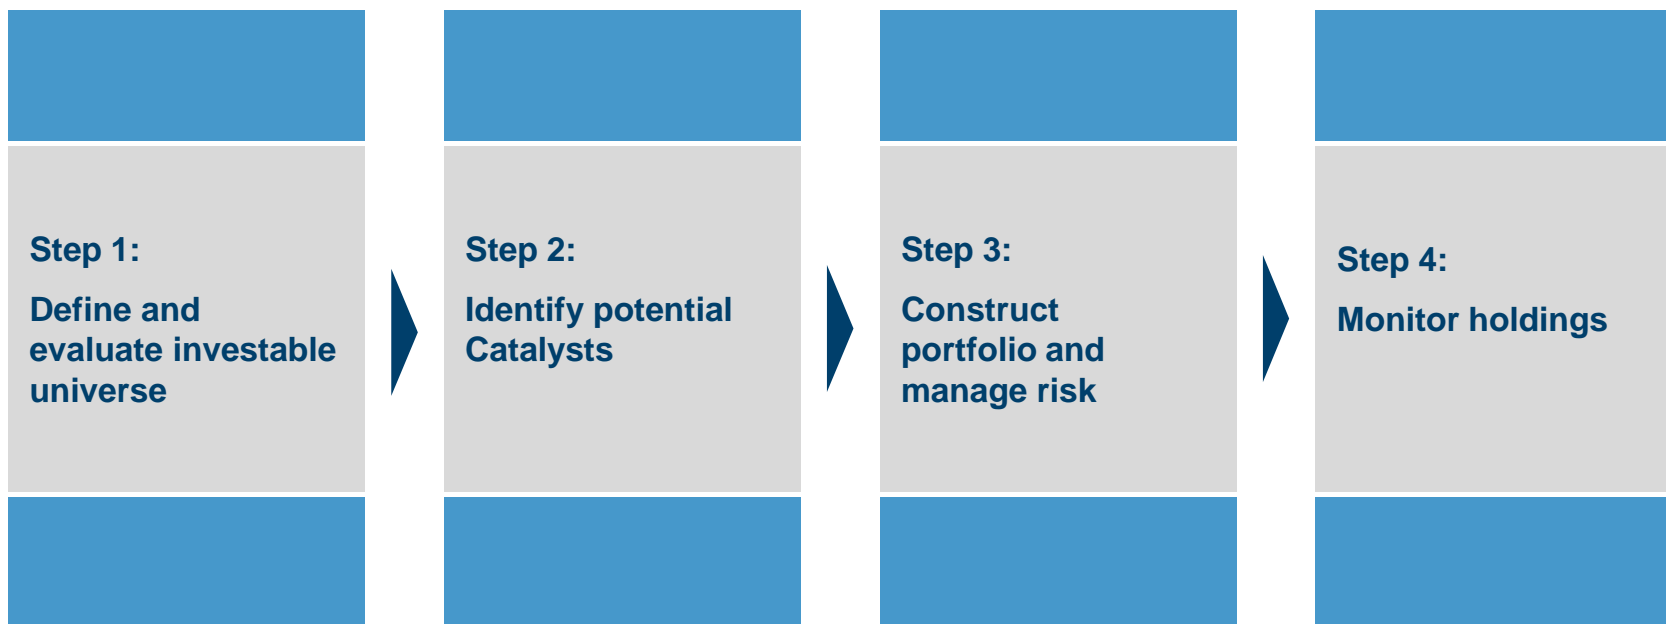 Step 1:
Define and
evaluate investable
universe
Step 2:
Identify potential
Catalysts
Step 3:
Construct
portfolio and
manage risk
Step 4:
Monitor holdings